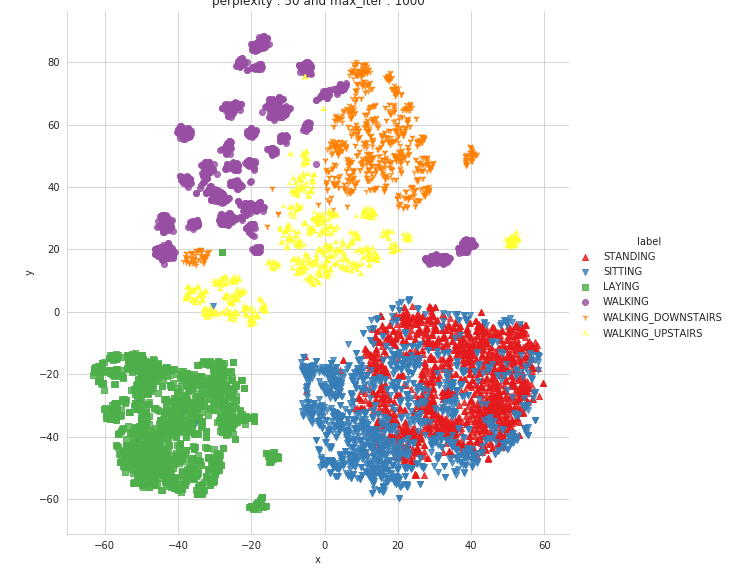 perplexity : 50 and max_iter : 1000
80
60
40
20
0
−20
−40
−60
y
−60 −40 −20 0 20 40 60
x
label
STANDING
SITTING
LAYING
WALKING
WALKING_DOWNSTAIRS
WALKING_UPSTAIRS